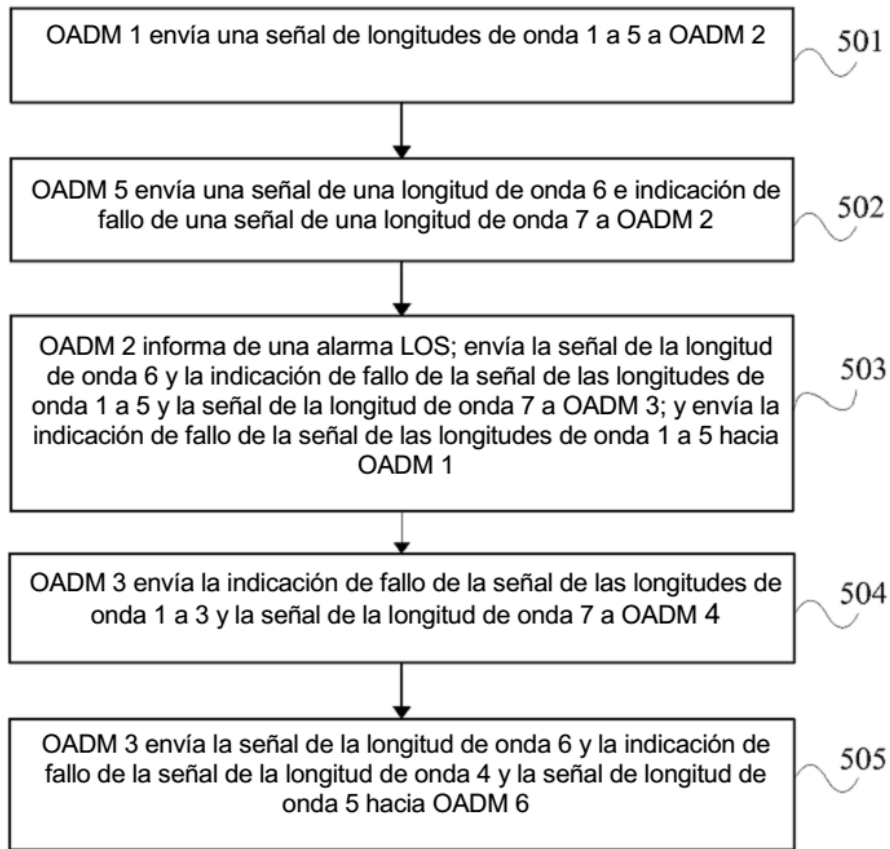 OADM 1 envía una señal de longitudes de onda 1 a 5 a OADM 2
501
OADM 5 envía una señal de una longitud de onda 6 e indicación de
fallo de una señal de una longitud de onda 7 a OADM 2
502
OADM 2 informa de una alarma LOS; envía la señal de la longitud
de onda 6 y la indicación de fallo de la señal de las longitudes de
onda 1 a 5 y la señal de la longitud de onda 7 a OADM 3; y envía la
indicación de fallo de la señal de las longitudes de onda 1 a 5 hacia
OADM 1
503
OADM 3 envía la indicación de fallo de la señal de las longitudes de
onda 1 a 3 y la señal de la longitud de onda 7 a OADM 4
504
OADM 3 envía la señal de la longitud de onda 6 y la indicación de
fallo de la señal de la longitud de onda 4 y la señal de longitud de
onda 5 hacia OADM 6
505